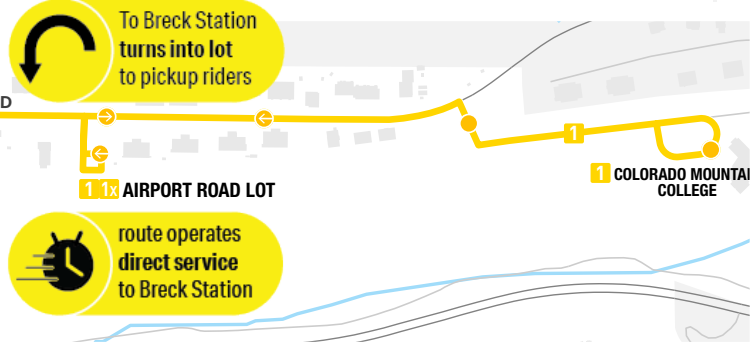 To Breck Station
turns into lot
to pickup riders
D
1
1 1x AIRPORT ROAD LOT
1 COLORADO MOUNTAI
COLLEGE
route operates
direct service
to Breck Station